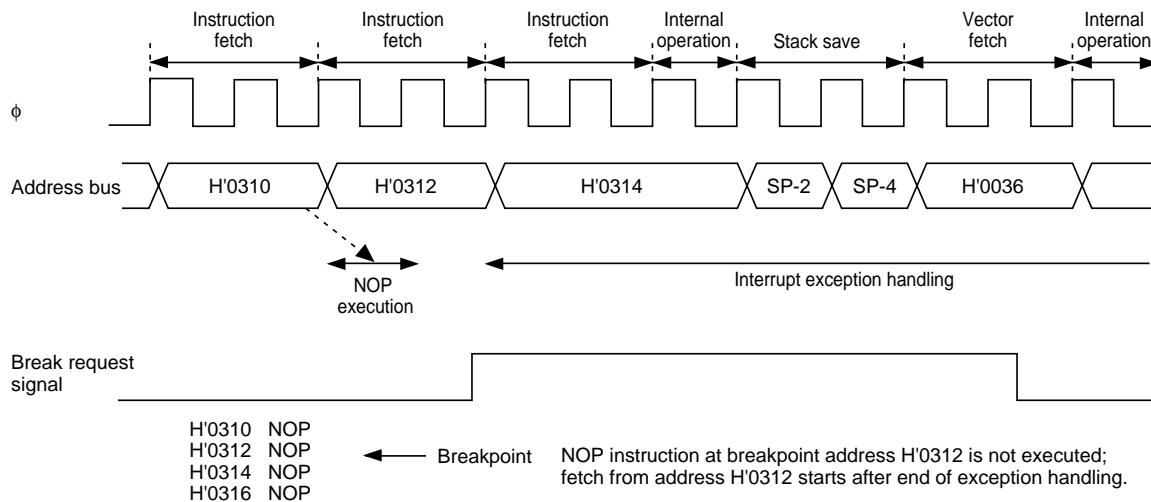 Instruction fetch
Instruction fetch
Instruction fetch
Internal operation
Stack save
Vector fetch
Internal operation
φ
Address bus
H'0310
H'0312
H'0314
SP-2
SP-4
H'0036
NOP execution
Interrupt exception handling
Break request signal
H'0310 NOP
H'0312 NOP
H'0314 NOP
H'0316 NOP
Breakpoint
NOP instruction at breakpoint address H'0312 is not executed;
fetch from address H'0312 starts after end of exception handling.